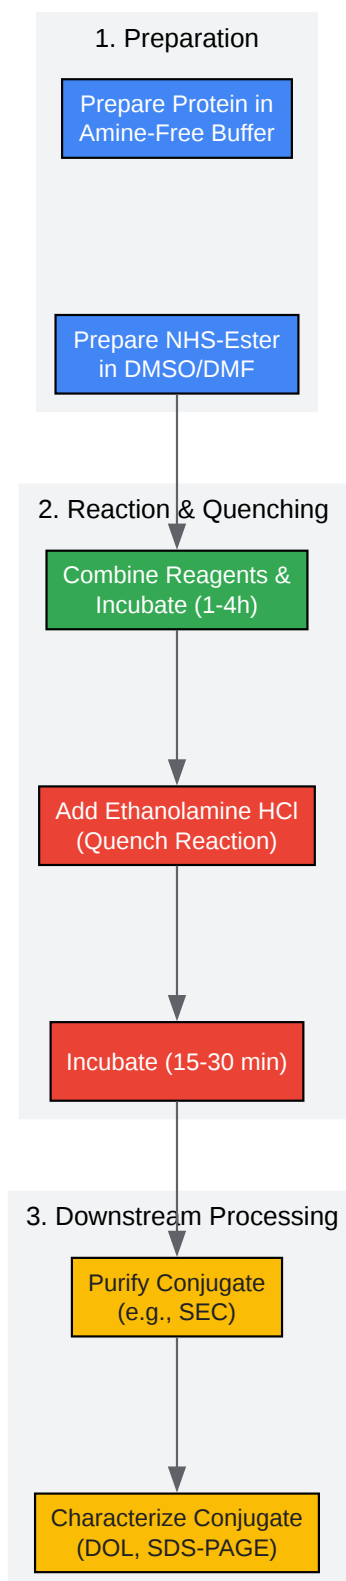 1. Preparation
Prepare Protein in
Amine-Free Buffer
Prepare NHS-Ester
in DMSO/DMF
2. Reaction & Quenching
Combine Reagents &
Incubate (1-4h)
Add Ethanolamine HCl
(Quench Reaction)
Incubate (15-30 min)
3. Downstream Processing
Purify Conjugate
(e.g., SEC)
Characterize Conjugate
(DOL, SDS-PAGE)